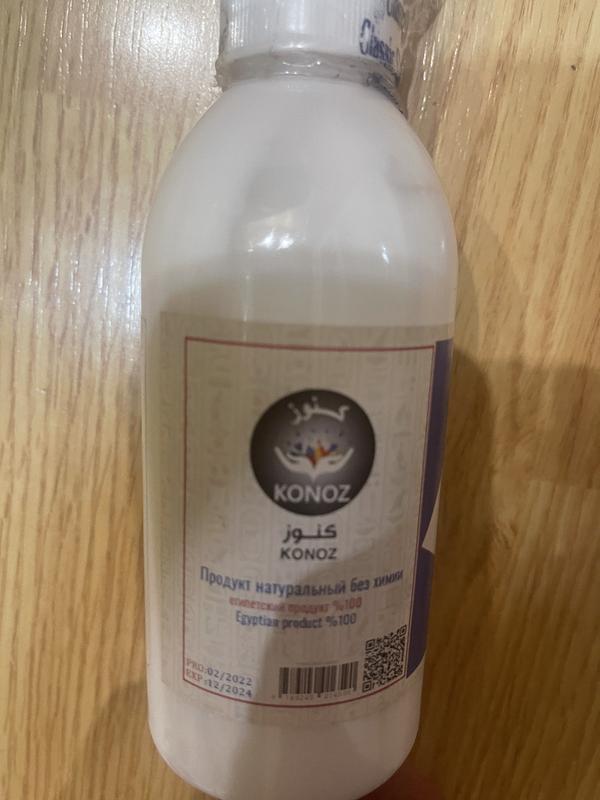 Classic
كنوز
KONOZ
كنوز
KONOZ
Продукт натуральный без химии
египетский продукт %100
Egyptian product %100
PRO:02/2022
EXP:12/2024